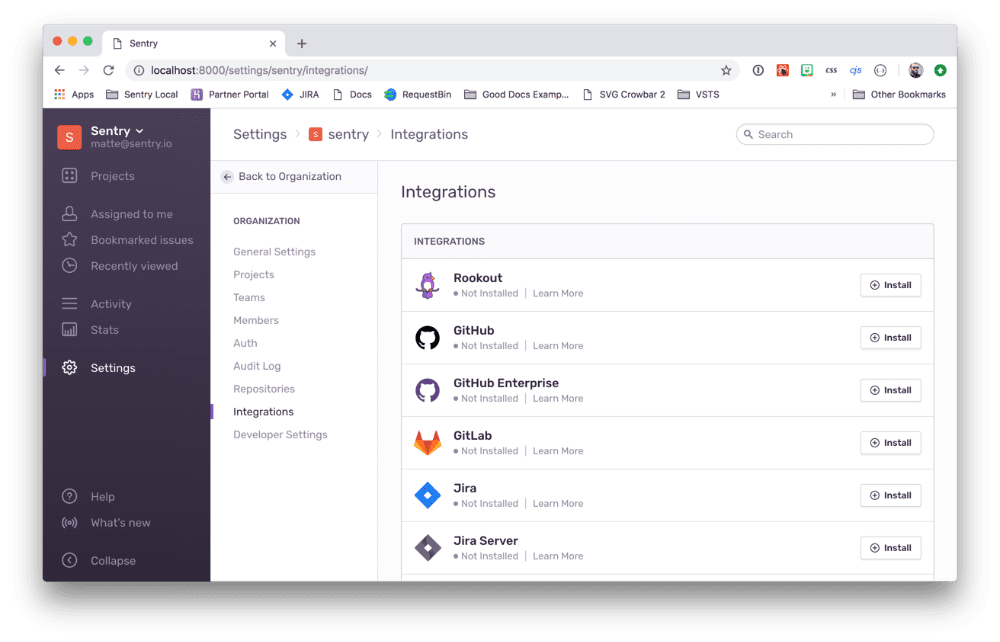 Sentry
localhost:8000/settings/sentry/integrations/
css cjs
Apps Sentry Local Partner Portal JIRA Docs RequestBin Good Docs Examp... SVG Crowbar 2 VSTS » Other Bookmarks
S Sentry
matte@sentry.io
Projects
Assigned to me
Bookmarked issues
Recently viewed
Activity
Stats
Settings
Help
What's new
Collapse
Settings > S sentry > Integrations
Search
Back to Organization
ORGANIZATION
General Settings
Projects
Teams
Members
Auth
Audit Log
Repositories
Integrations
Developer Settings
Integrations
INTEGRATIONS
Rookout
Not Installed | Learn More
Install
GitHub
Not Installed | Learn More
Install
GitHub Enterprise
Not Installed | Learn More
Install
GitLab
Not Installed | Learn More
Install
Jira
Not Installed | Learn More
Install
Jira Server
Not Installed | Learn More
Install